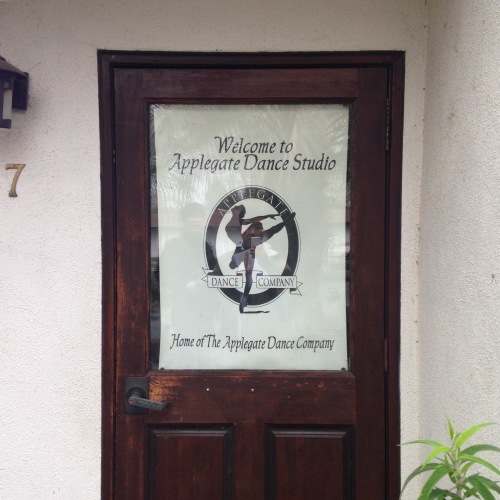 7
Welcome to
Applegate Dance Studio
APPLEGATE
DANCE COMPANY
Home of The Applegate Dance Company